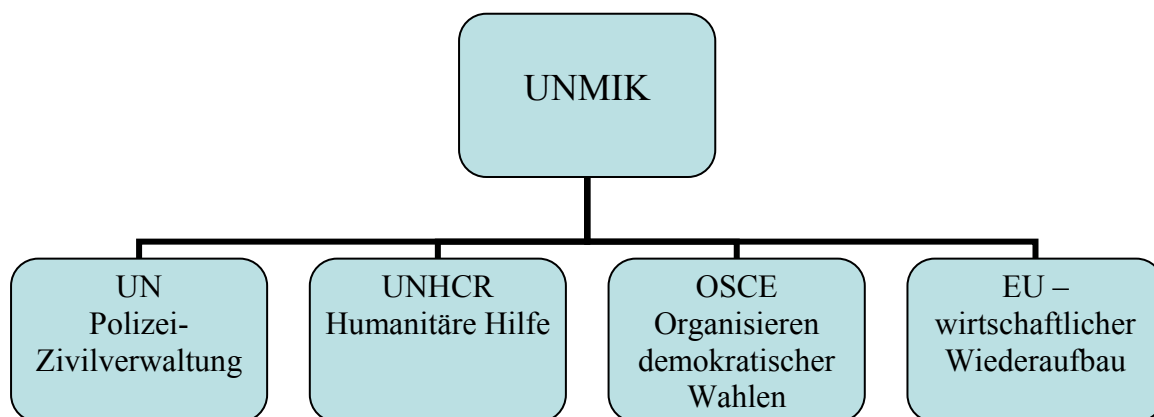 UNMIK
UN
Polizei-
Zivilverwaltung
UNHCR
Humanitäre Hilfe
OSCE
Organisieren
demokratischer
Wahlen
EU –
wirtschaftlicher
Wiederaufbau